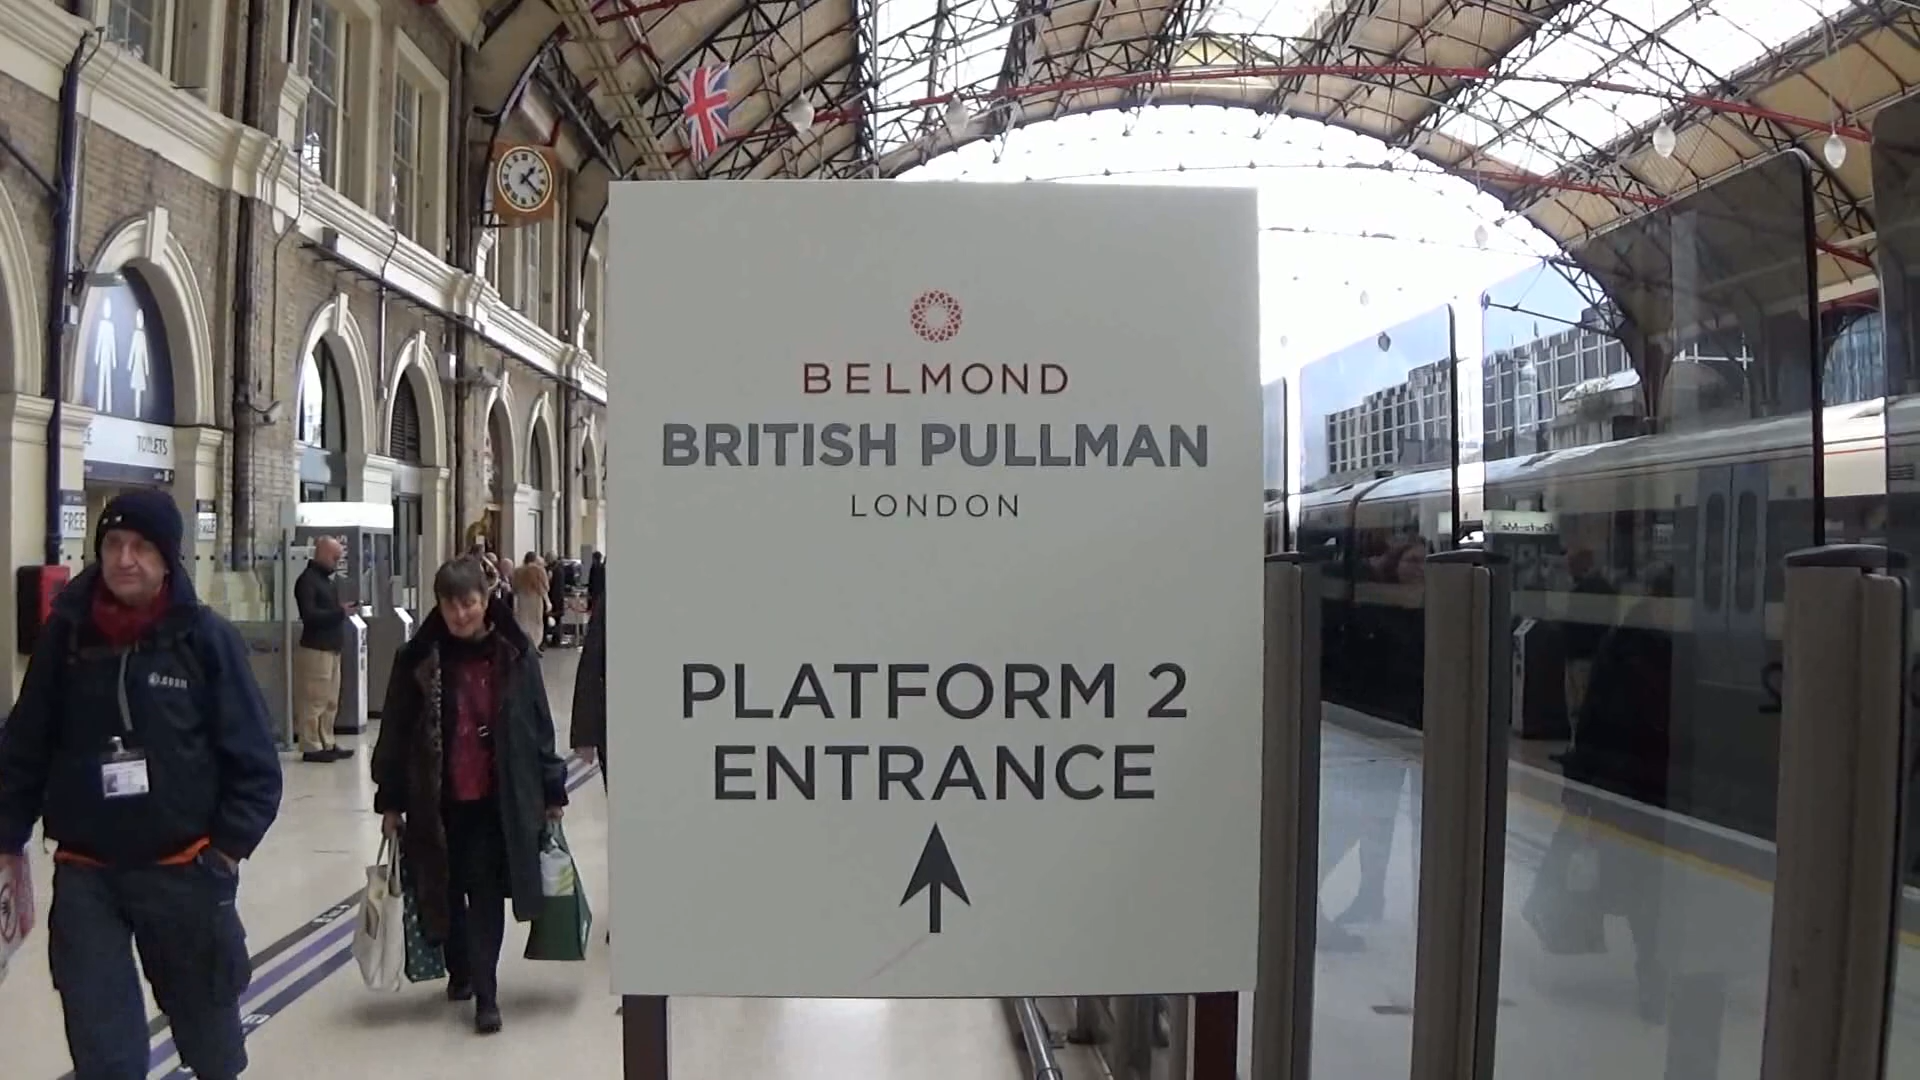 BELMOND
BRITISH PULLMAN
LONDON
PLATFORM 2
ENTRANCE
TOILETS
FREE